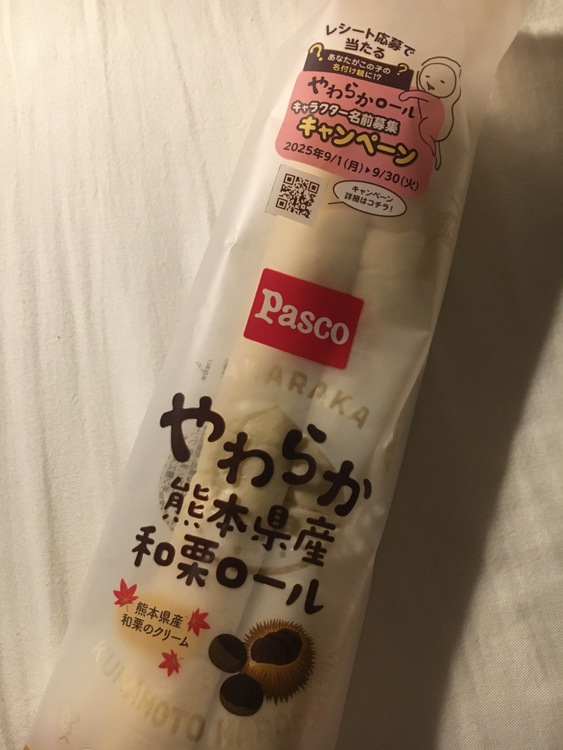 レシート応募で
当たる
?
あなたがこの子の
名付け親に!?
?
やわらかロール
キャラクター名前募集
キャンペーン
2025年9/1(月)▶9/30(火)
キャンペーン
詳細はコチラ!
Pasco
ARAKA
やわらか
熊本県産
和栗ロール
熊本県産
和栗のクリーム
KUMAMOTO